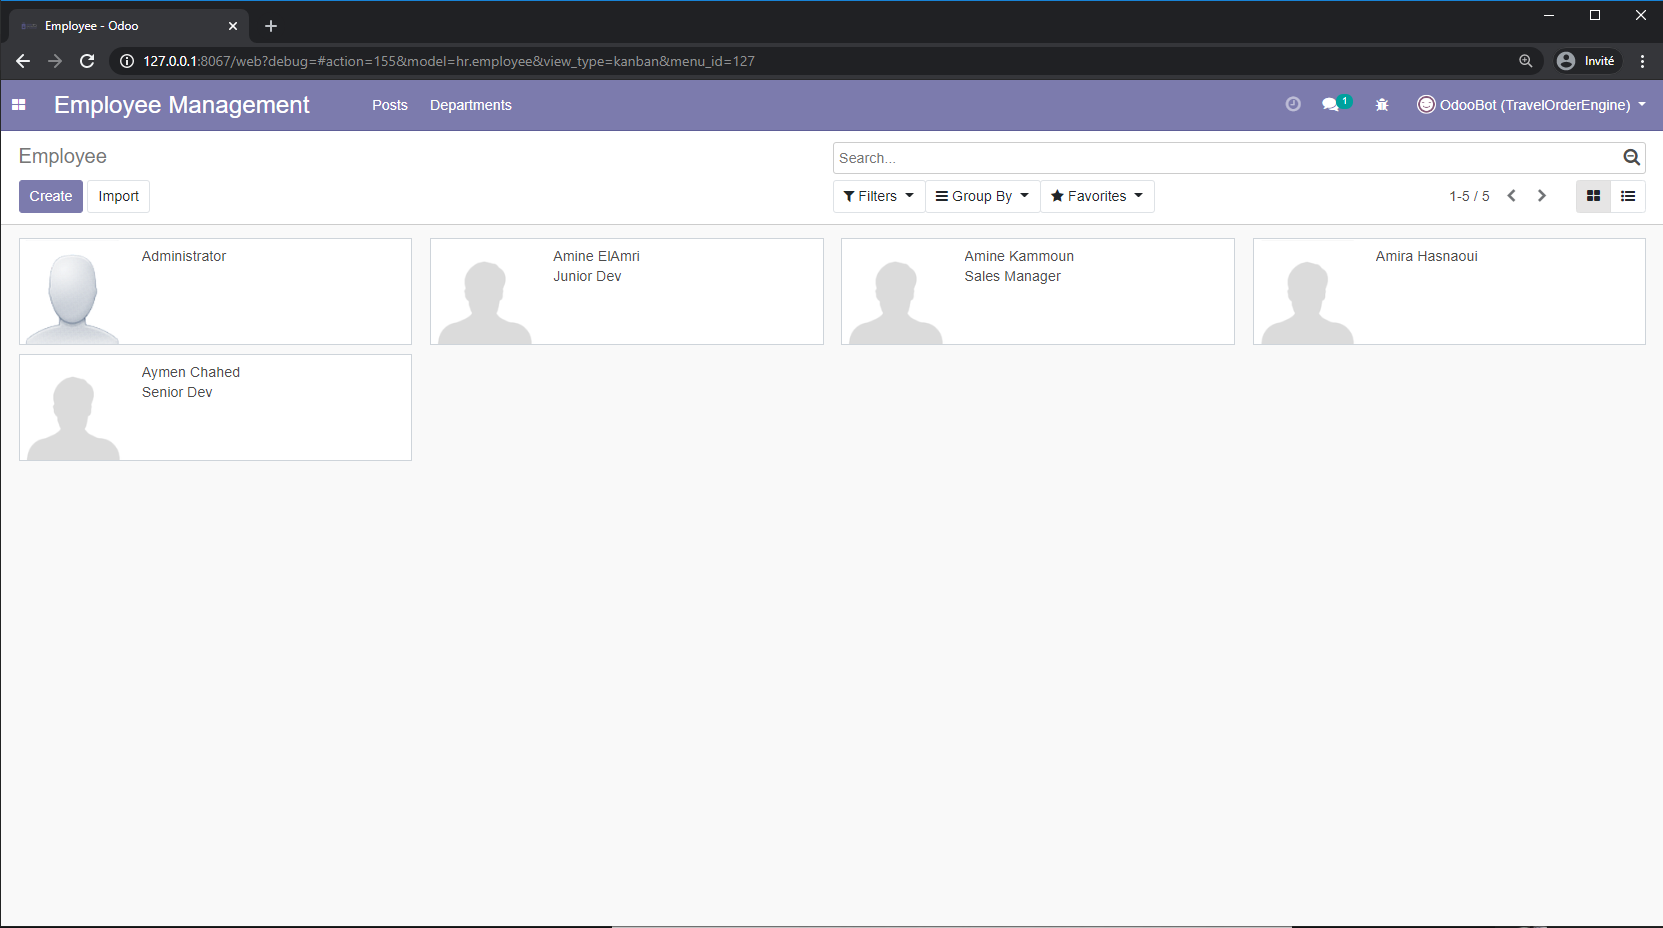 Employee - Odoo
127.0.0.1:8067/web?debug=#action=155&model=hr.employee&view_type=kanban&menu_id=127
Invité
Employee Management
Posts
Departments
1
OdooBot (TravelOrderEngine)
Employee
Search...
Create
Import
Filters
Group By
Favorites
1-5 / 5
Administrator
Amine ElAmri
Junior Dev
Amine Kammoun
Sales Manager
Amira Hasnaoui
Aymen Chahed
Senior Dev